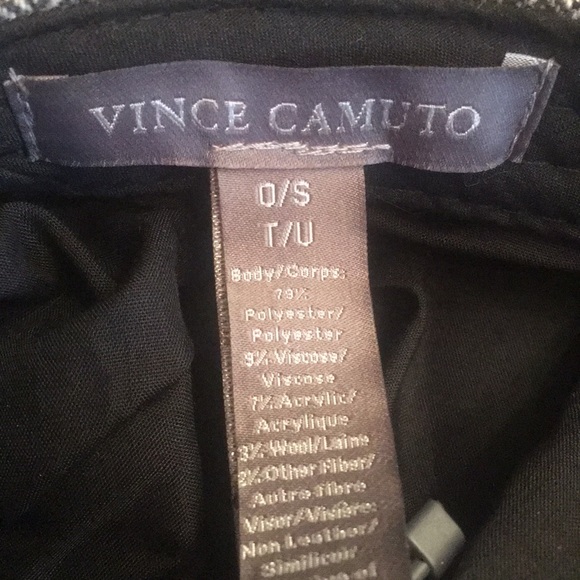 VINCE CAMUTO
O/S
T/U
Body/Corps:
79%
Polyester/
Polyester
9% Viscose/
Viscose
7% Acrylic/
Acrylique
3% Wool/Laine
2% Other Fiber/
Autre Fibre
Visor/Visière:
Non Leather/
Similicuir